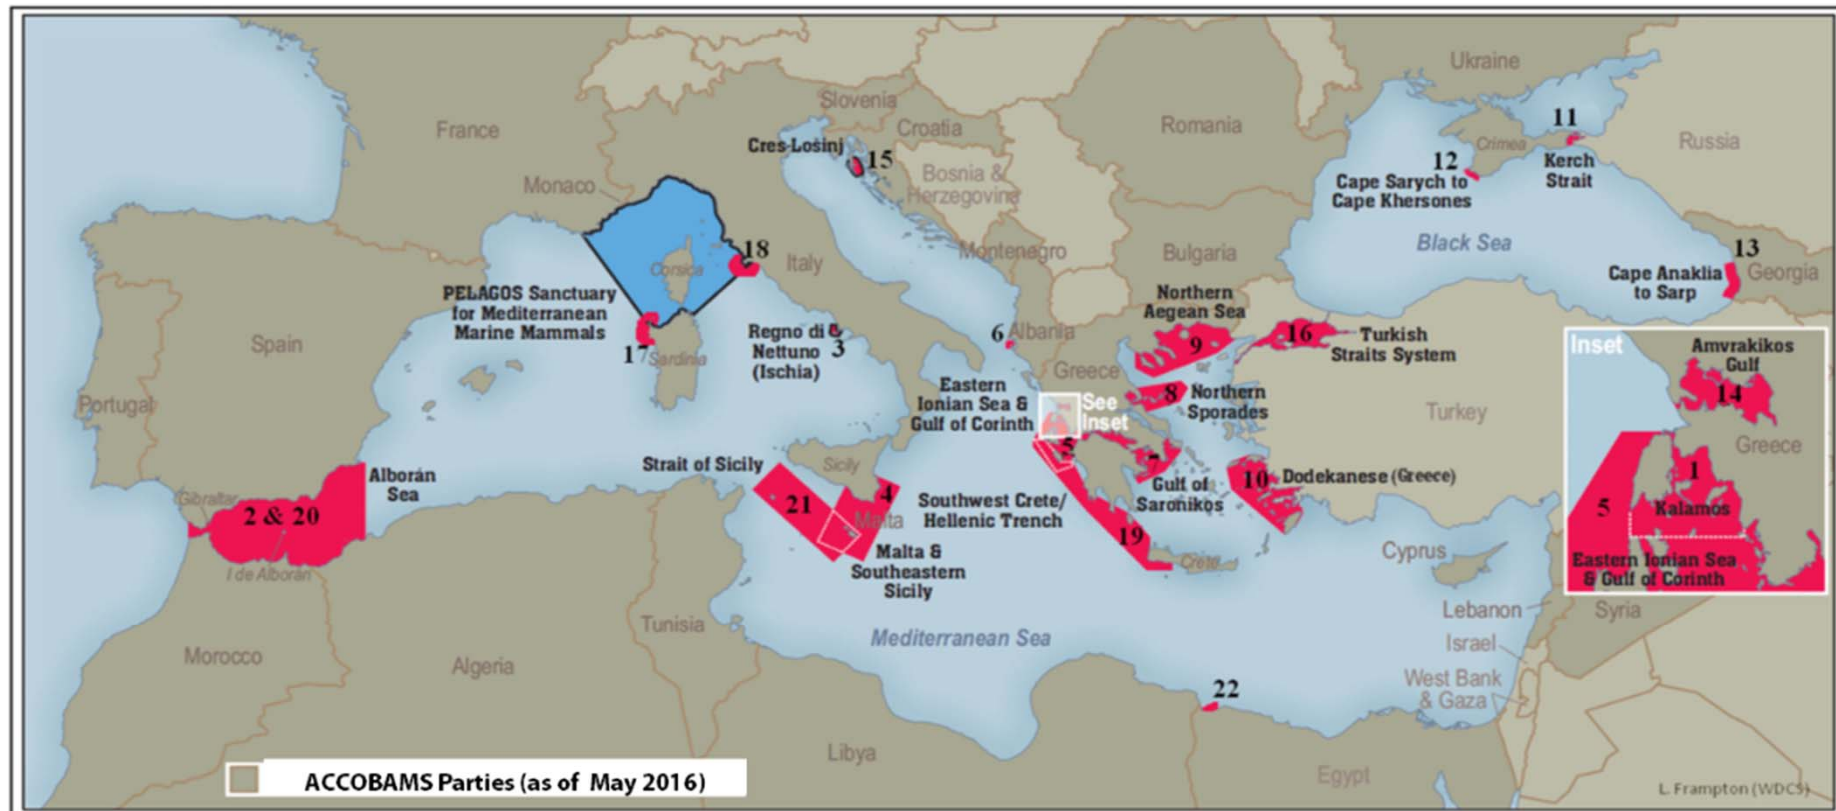 Ukraine
Slovenia
France
Croatia
Romania
11
Russia
Crimea
Cres-Lošinj
15
12
Kerch
Strait
Monaco
Bosnia &
Herzegovina
Cape Sarych to
Cape Khersones
Black Sea
Montenegro
Bulgaria
18
Italy
Corsica
13
Cape Anaklia
to Sarp
Georgia
PELAGOS Sanctuary
for Mediterranean
Marine Mammals
Northern
Aegean Sea
Regno di
Nettuno
(Ischia)
3
6
Albania
9
16
Turkish
Straits System
Spain
17
Sardinia
Greece
Inset
Amvrakikos
Gulf
14
Greece
1
Kalamos
5
Eastern Ionian Sea
& Gulf of Corinth
Portugal
Eastern
Ionian Sea &
Gulf of Corinth
See
Inset
8
Northern
Sporades
Turkey
5
Strait of Sicily
Sicily
7
Gulf of
Saronikos
10
Dodekanese (Greece)
Alborán
Sea
Gibraltar
2 & 20
I de Alborán
21
4
Malta
Southwest Crete/
Hellenic Trench
19
Crete
Malta &
Southeastern
Sicily
Cyprus
Lebanon
Syria
Israel
West Bank
& Gaza
Mediterranean Sea
Tunisia
Morocco
Algeria
22
Libya
Egypt
ACCOBAMS Parties (as of May 2016)
L. Frampton (WDCS)